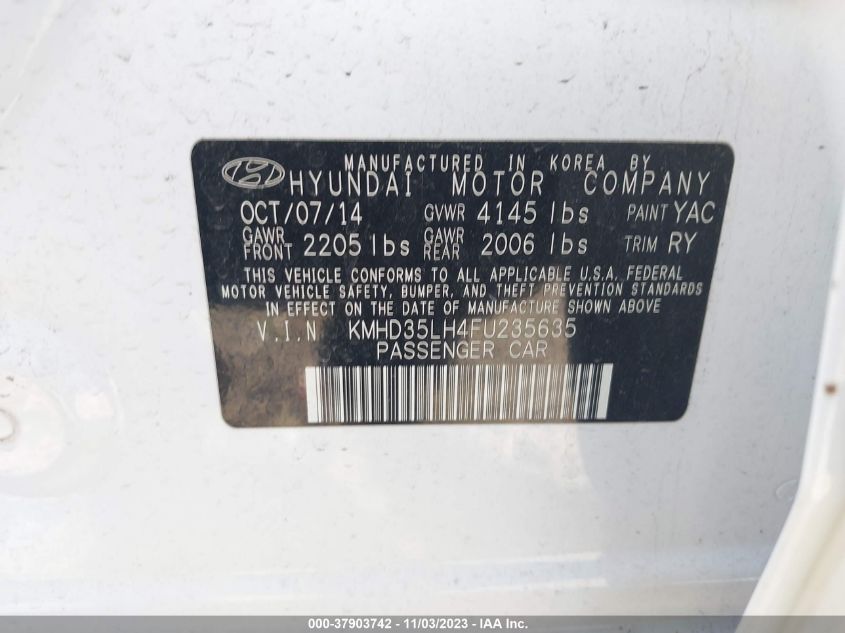 MANUFACTURED IN KOREA BY
HYUNDAI MOTOR COMPANY
OCT/07/14 GVWR 4145 lbs PAINT YAC
GAWR FRONT 2205 lbs GAWR REAR 2006 lbs TRIM RY
THIS VEHICLE CONFORMS TO ALL APPLICABLE U.S.A. FEDERAL
MOTOR VEHICLE SAFETY, BUMPER, AND THEFT PREVENTION STANDARDS
IN EFFECT ON THE DATE OF MANUFACTURE SHOWN ABOVE
V.I.N KMHD35LH4FU235635
PASSENGER CAR
000-37903742 - 11/03/2023 - IAA Inc.